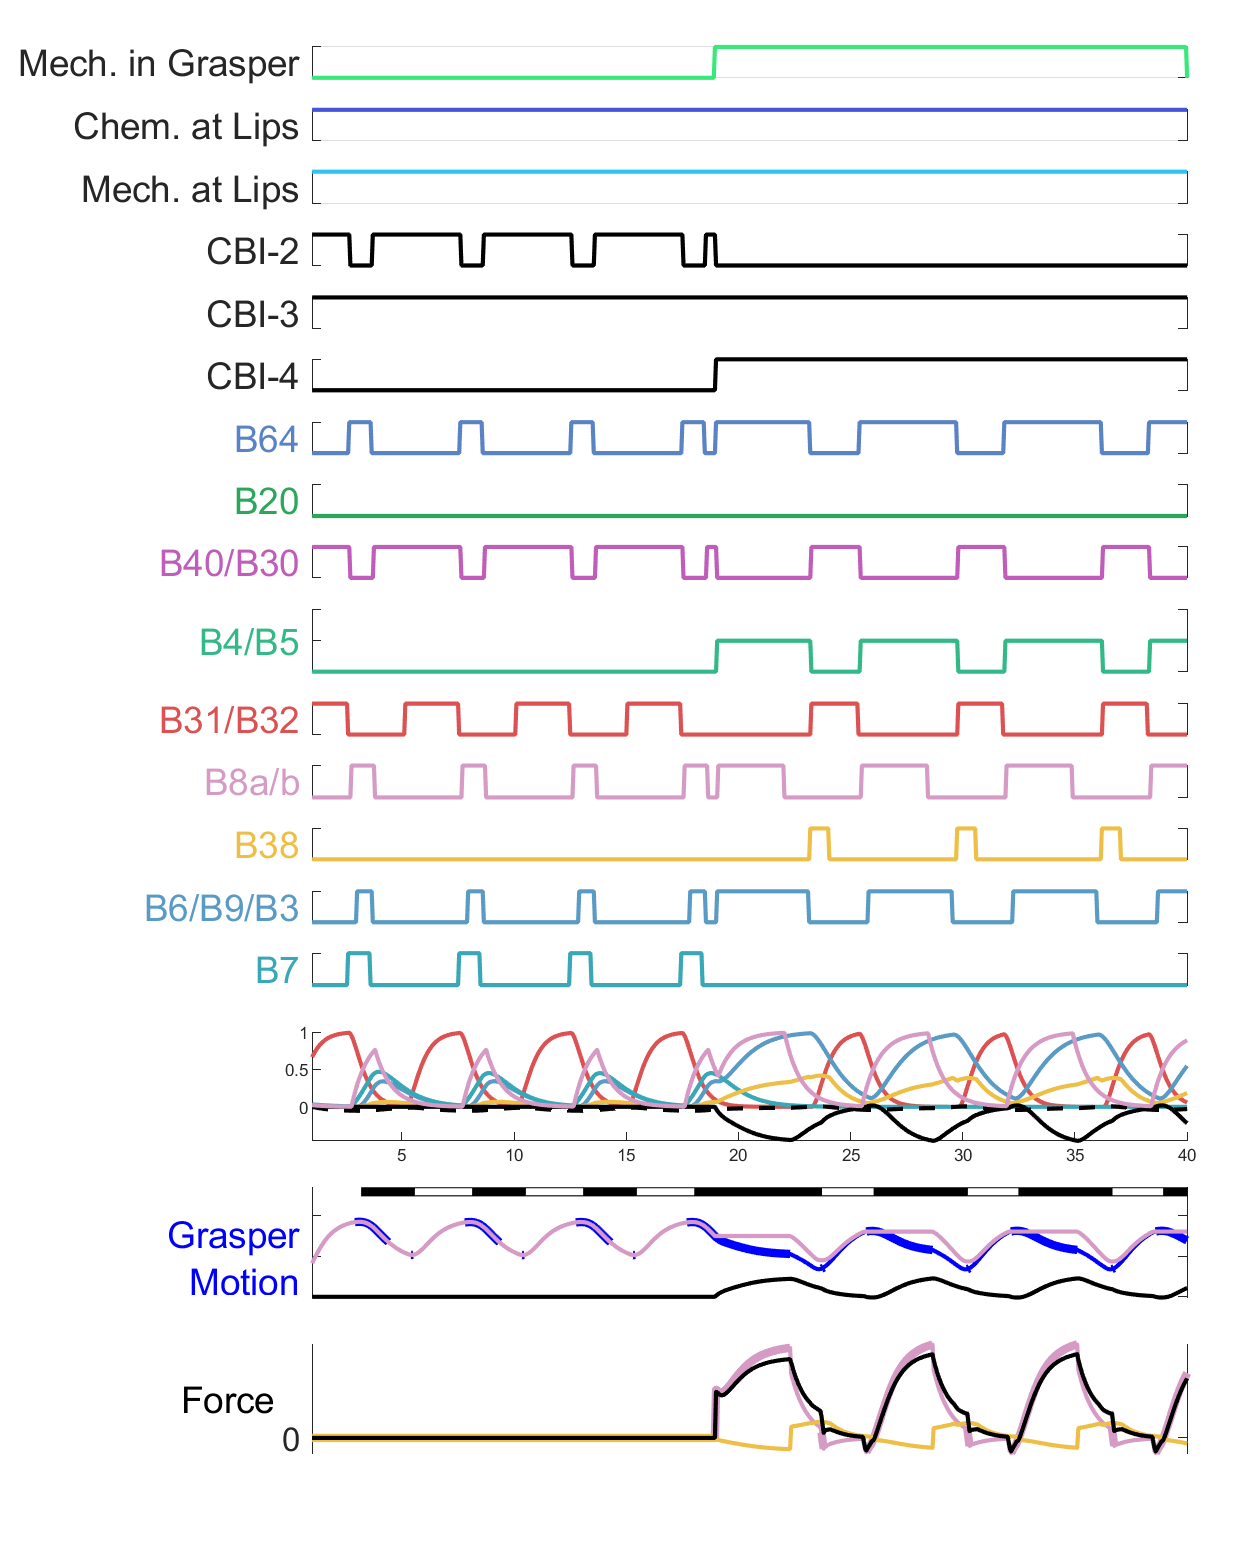 Mech. in Grasper
Chem. at Lips
Mech. at Lips
CBI-2
CBI-3
CBI-4
B64
B20
B40/B30
B4/B5
B31/B32
B8a/b
B38
B6/B9/B3
B7
1
0.5
0
5 10 15 20 25 30 35 40
Grasper
Motion
Force
0